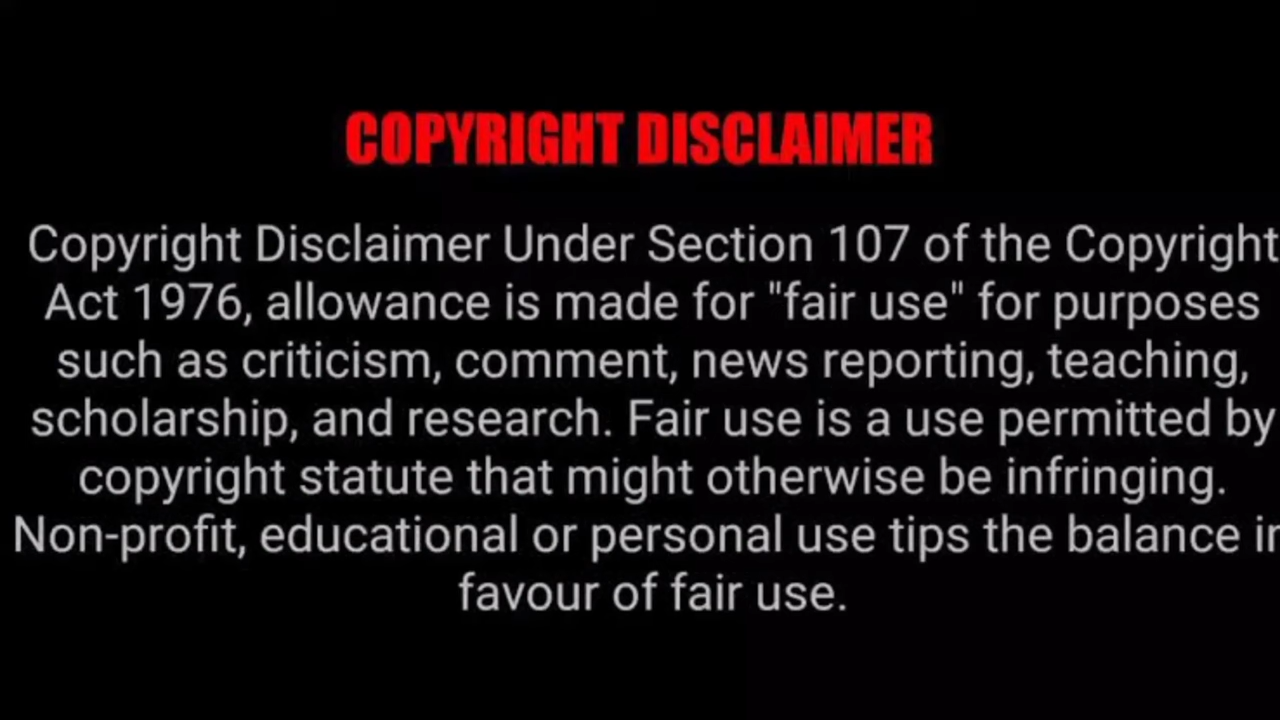 COPYRIGHT DISCLAIMER
Copyright Disclaimer Under Section 107 of the Copyright
Act 1976, allowance is made for "fair use" for purposes
such as criticism, comment, news reporting, teaching,
scholarship, and research. Fair use is a use permitted by
copyright statute that might otherwise be infringing.
Non-profit, educational or personal use tips the balance in
favour of fair use.